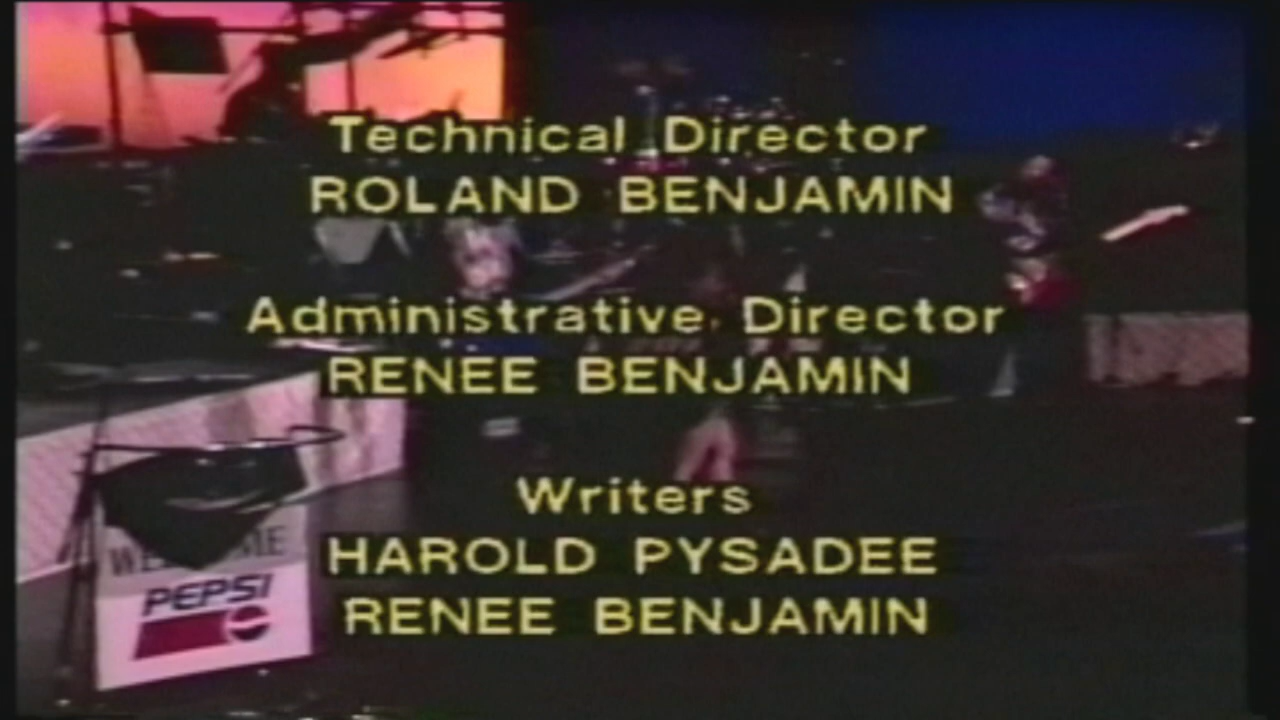 Technical Director
ROLAND BENJAMIN
Administrative Director
RENEE BENJAMIN
Writers
HAROLD PYSADEE
RENEE BENJAMIN
PEPSI